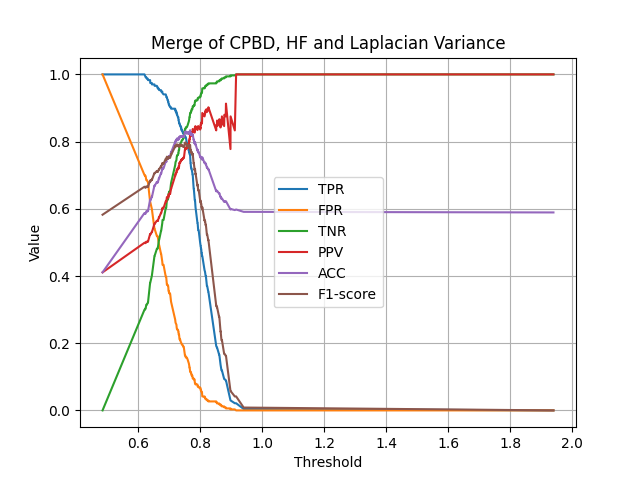 Merge of CPBD, HF and Laplacian Variance
Value
1.0
0.8
0.6
0.4
0.2
0.0
TPR
FPR
TNR
PPV
ACC
F1-score
0.6 0.8 1.0 1.2 1.4 1.6 1.8 2.0
Threshold